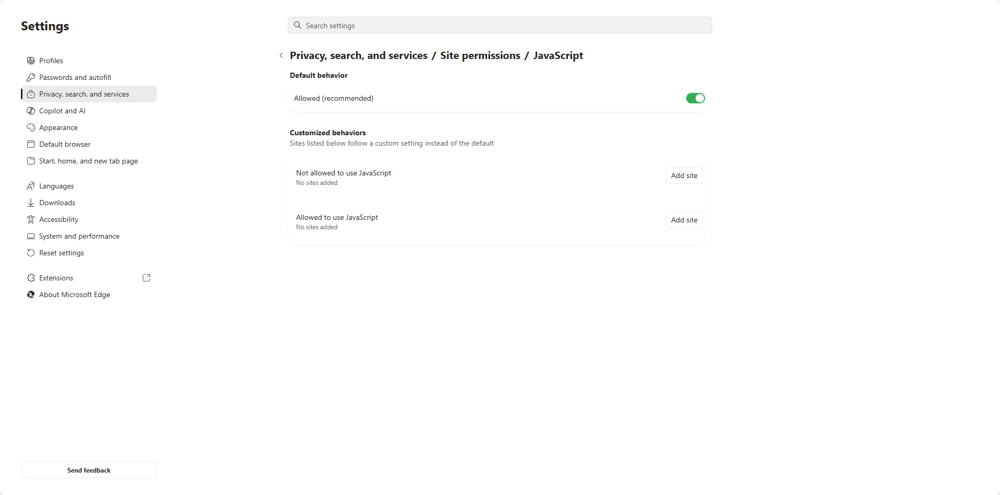 Settings
Search settings
Profiles
Passwords and autofill
Privacy, search, and services
Copilot and AI
Appearance
Default browser
Start, home, and new tab page
Languages
Downloads
Accessibility
System and performance
Reset settings
Extensions
About Microsoft Edge
Send feedback
Privacy, search, and services / Site permissions / JavaScript
Default behavior
Allowed (recommended)
Customized behaviors
Sites listed below follow a custom setting instead of the default
Not allowed to use JavaScript
No sites added
Add site
Allowed to use JavaScript
No sites added
Add site